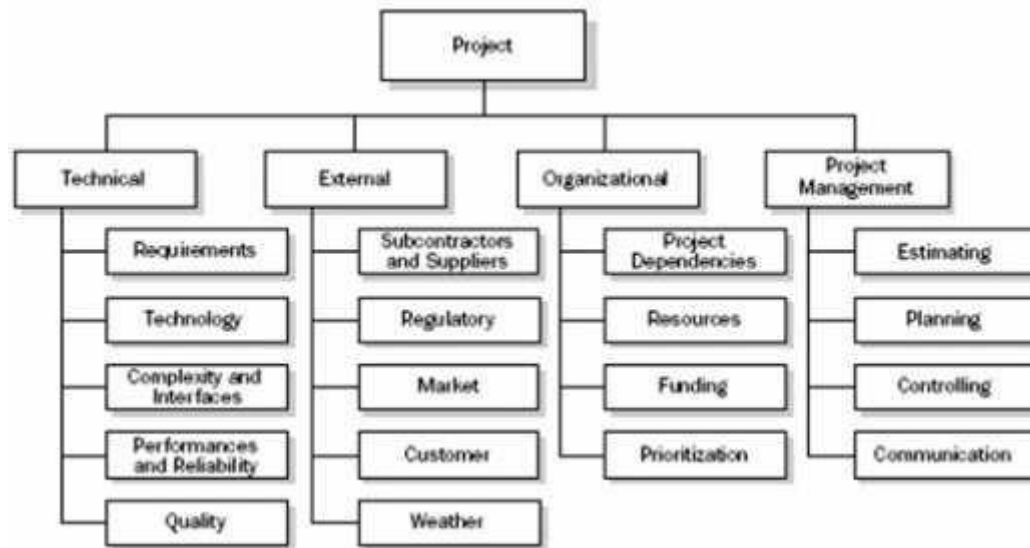 Project
Technical
External
Organizational
Project
Management
Requirements
Technology
Complexity and
Interfaces
Performances
and Reliability
Quality
Subcontractors
and Suppliers
Regulatory
Market
Customer
Weather
Project
Dependencies
Resources
Funding
Prioritization
Estimating
Planning
Controlling
Communication